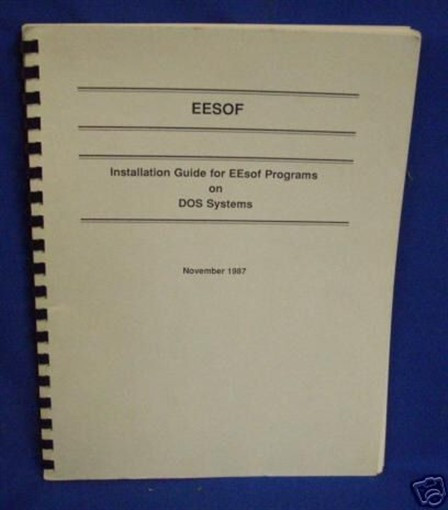 EESOF
Installation Guide for EEsof Programs
on
DOS Systems
November 1987